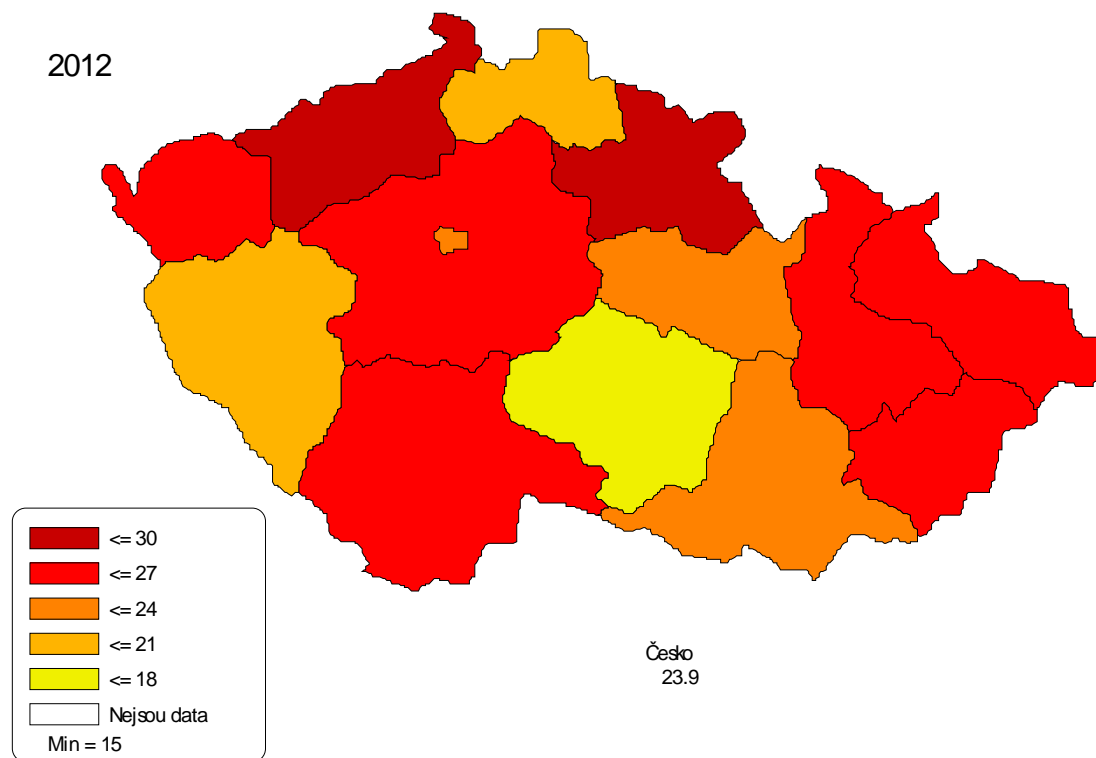 2012
<= 30
<= 27
<= 24
<= 21
<= 18
Nejsou data
Min = 15
Česko
23.9